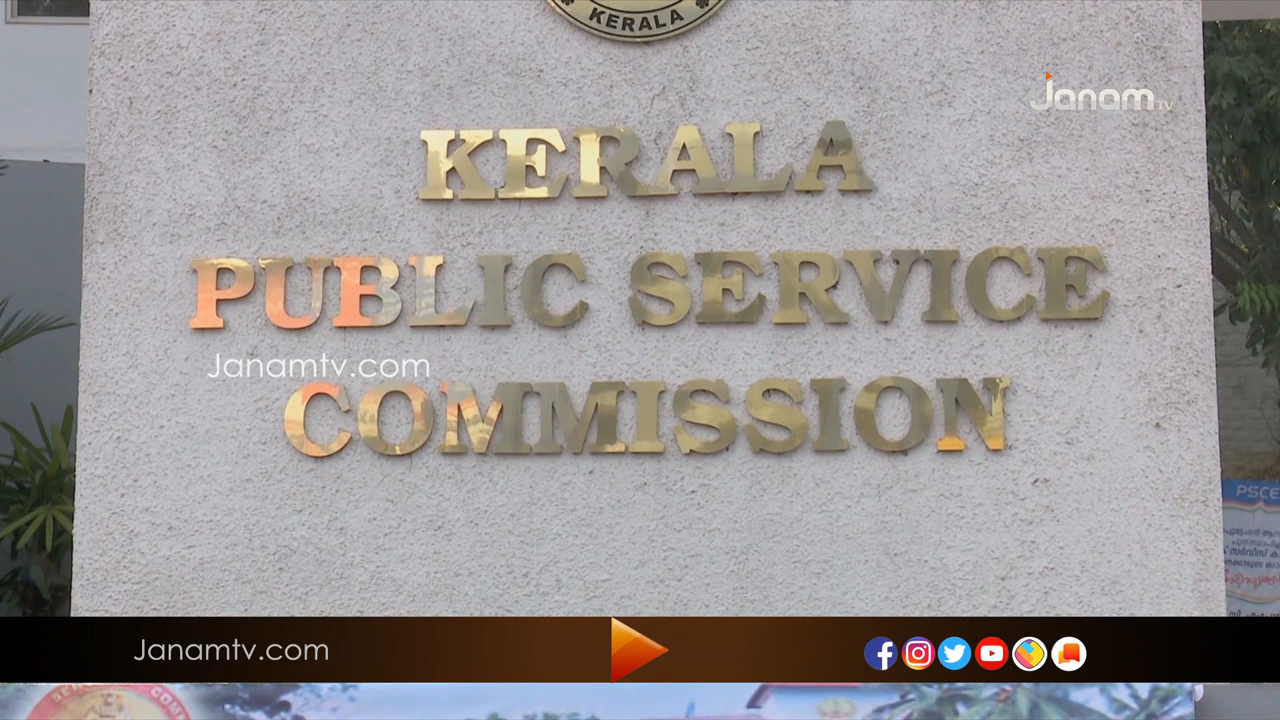 KERALA
Janam TV
KERALA
PUBLIC SERVICE
Janamtv.com
COMMISSION
PSCE
Janamtv.com